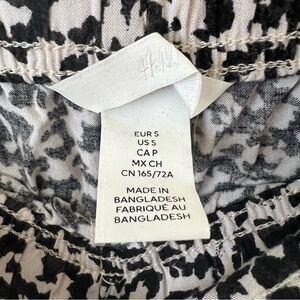 H&M
EUR S
US S
CA P
MX CH
CN 165/72A
MADE IN
BANGLADESH
FABRIQUÉ AU
BANGLADESH